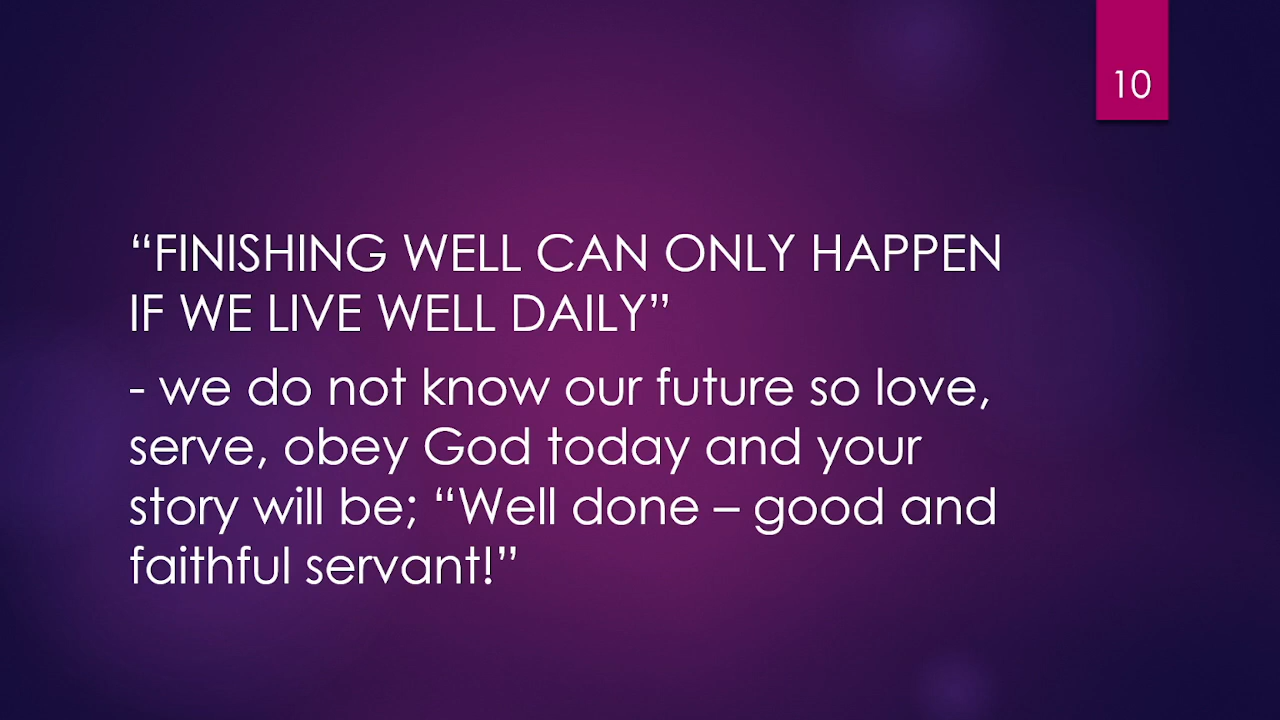 10
“FINISHING WELL CAN ONLY HAPPEN
IF WE LIVE WELL DAILY”
- we do not know our future so love,
serve, obey God today and your
story will be; “Well done – good and
faithful servant!”